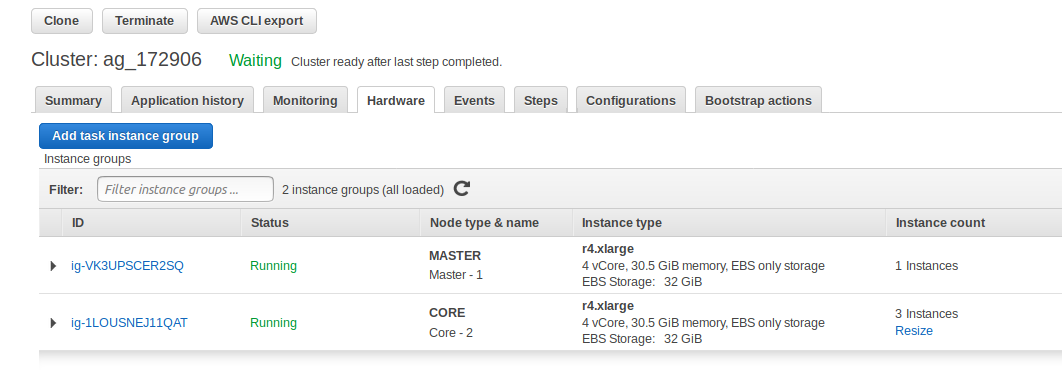 Clone Terminate AWS CLI export
Cluster: ag_172906 Waiting Cluster ready after last step completed.
Summary Application history Monitoring Hardware Events Steps Configurations Bootstrap actions
Add task instance group
Instance groups
Filter: Filter instance groups ... 2 instance groups (all loaded)
ID Status Node type & name Instance type Instance count
ig-VK3UPSCER2SQ Running MASTER
Master - 1 r4.xlarge
4 vCore, 30.5 GiB memory, EBS only storage
EBS Storage: 32 GiB 1 Instances
ig-1LOUSNEJ11QAT Running CORE
Core - 2 r4.xlarge
4 vCore, 30.5 GiB memory, EBS only storage
EBS Storage: 32 GiB 3 Instances
Resize